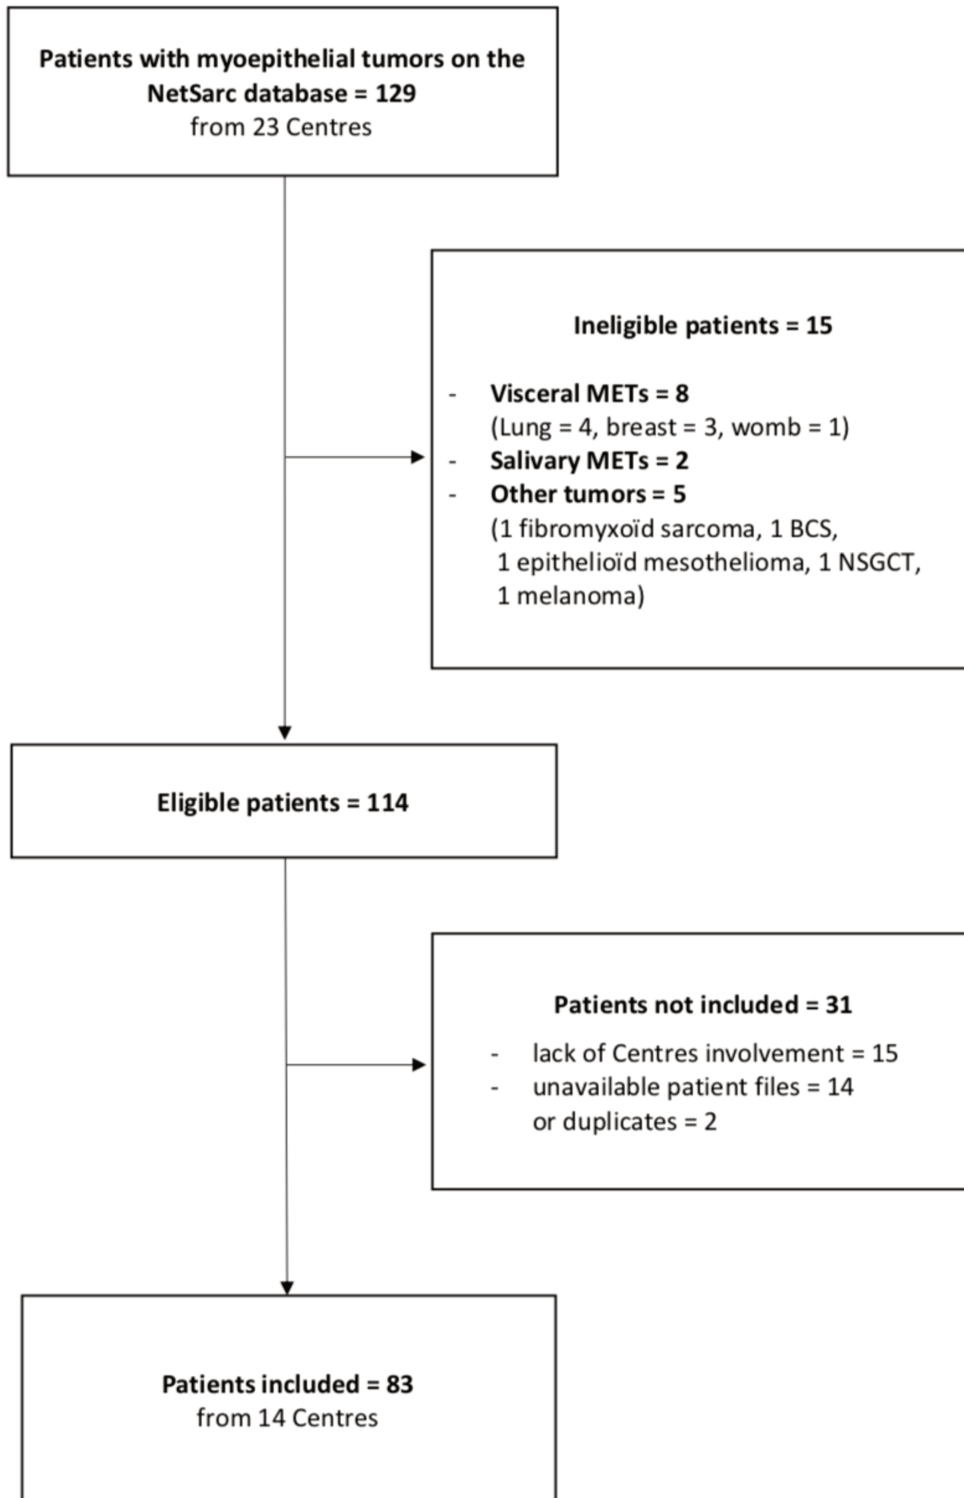 Patients with myoepithelial tumors on the
NetSarc database = 129
from 23 Centres
Ineligible patients = 15
- Visceral METs = 8
(Lung = 4, breast = 3, womb = 1)
- Salivary METs = 2
- Other tumors = 5
(1 fibromyxoïd sarcoma, 1 BCS,
1 epithelioïd mesothelioma, 1 NSGCT,
1 melanoma)
Eligible patients = 114
Patients not included = 31
- lack of Centres involvement = 15
- unavailable patient files = 14
or duplicates = 2
Patients included = 83
from 14 Centres